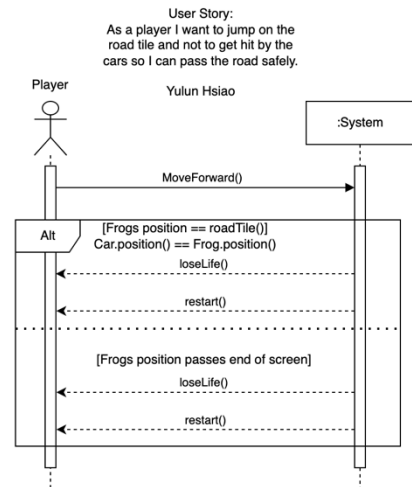 User Story:
As a player I want to jump on the
road tile and not to get hit by the
cars so I can pass the road safely.
Player
Yulun Hsiao
:System
MoveForward()
Alt
[Frogs position == roadTile()]
Car.position() == Frog.position()
loseLife()
restart()
[Frogs position passes end of screen]
loseLife()
restart()